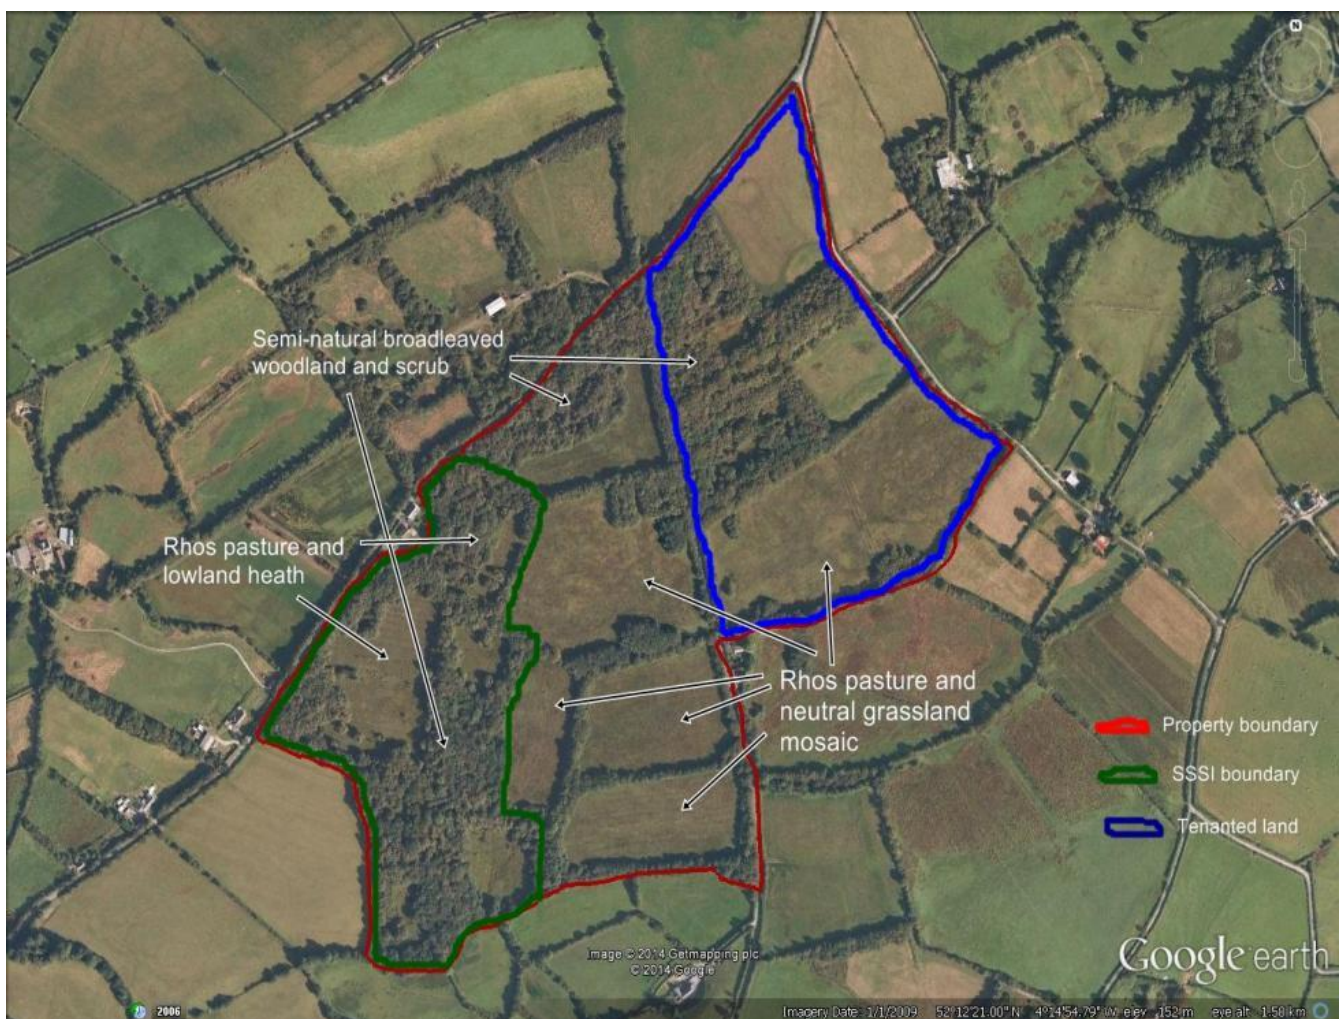 N
Semi-natural broadleaved
woodland and scrub
Rhos pasture and
lowland heath
Rhos pasture and
neutral grassland
mosaic
Property boundary
SSSI boundary
Tenanted land
Image © 2014 Getmapping plc
© 2014 Google
Google earth
2006
Imagery Date: 1/1/2009 52°12'21.00" N 4°14'54.79" W elev 152 m eye alt 1.58 km